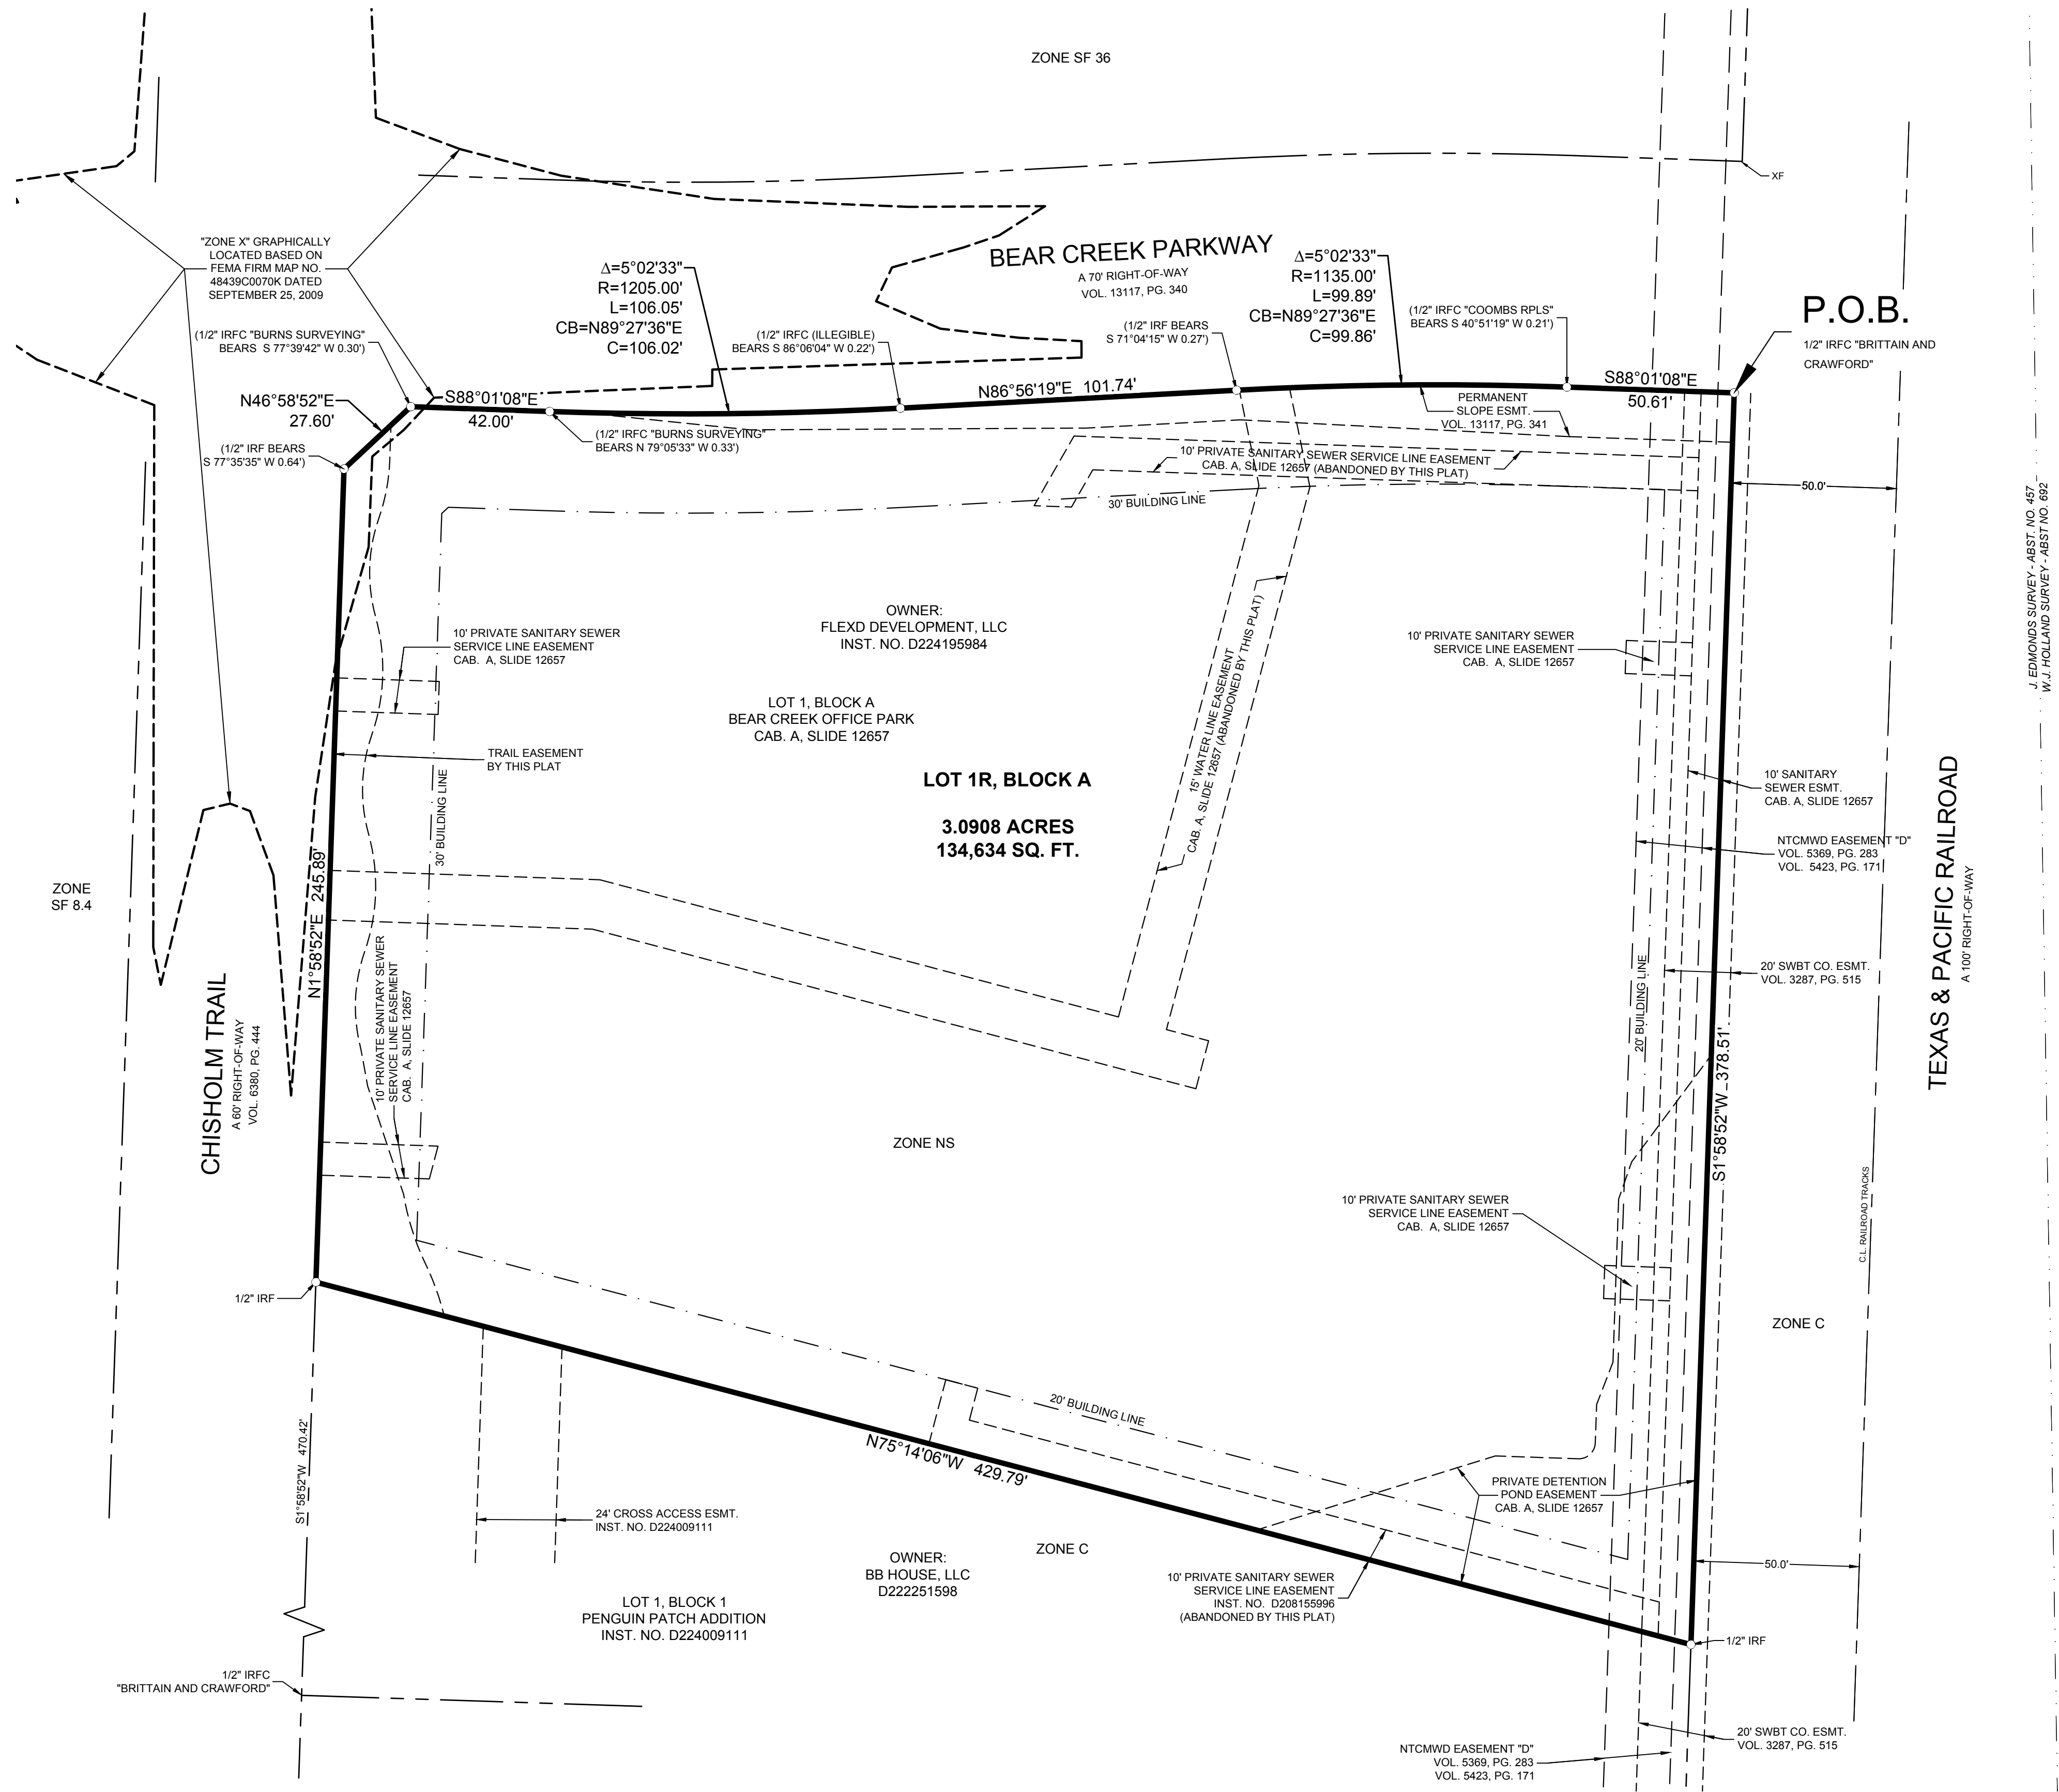 ZONE SF 36
XF
"ZONE X" GRAPHICALLY
LOCATED BASED ON
FEMA FIRM MAP NO.
48439C0070K DATED
SEPTEMBER 25, 2009
BEAR CREEK PARKWAY
A 70' RIGHT-OF-WAY
VOL. 13117, PG. 340
Δ=5°02'33"
R=1205.00'
L=106.05'
CB=N89°27'36"E
C=106.02'
Δ=5°02'33"
R=1135.00'
L=99.89'
CB=N89°27'36"E
C=99.86'
(1/2" IRFC "COOMBS RPLS"
BEARS S 40°51'19" W 0.21')
P.O.B.
1/2" IRFC "BRITTAIN AND
CRAWFORD"
(1/2" IRFC "BURNS SURVEYING"
BEARS S 77°39'42" W 0.30')
(1/2" IRFC (ILLEGIBLE)
BEARS S 86°06'04" W 0.22')
(1/2" IRF BEARS
S 71°04'15" W 0.27')
N46°58'52"E
27.60'
S88°01'08"E
42.00'
N86°56'19"E 101.74'
S88°01'08"E
50.61'
(1/2" IRF BEARS
S 77°35'35" W 0.64')
(1/2" IRFC "BURNS SURVEYING"
BEARS N 79°05'33" W 0.33')
PERMANENT
SLOPE ESMT.
VOL. 13117, PG. 341
10' PRIVATE SANITARY SEWER SERVICE LINE EASEMENT
CAB. A, SLIDE 12657 (ABANDONED BY THIS PLAT)
30' BUILDING LINE
50.0'
J. EDMONDS SURVEY - ABST. NO. 457
W.J. HOLLAND SURVEY - ABST NO. 692
OWNER:
FLEXD DEVELOPMENT, LLC
INST. NO. D224195984
10' PRIVATE SANITARY SEWER
SERVICE LINE EASEMENT
CAB. A, SLIDE 12657
10' PRIVATE SANITARY SEWER
SERVICE LINE EASEMENT
CAB. A, SLIDE 12657
LOT 1, BLOCK A
BEAR CREEK OFFICE PARK
CAB. A, SLIDE 12657
15' WATER LINE EASEMENT
CAB. A, SLIDE 12657 (ABANDONED BY THIS PLAT)
TRAIL EASEMENT
BY THIS PLAT
30' BUILDING LINE
LOT 1R, BLOCK A
3.0908 ACRES
134,634 SQ. FT.
10' SANITARY
SEWER ESMT.
CAB. A, SLIDE 12657
NTCMWD EASEMENT "D"
VOL. 5369, PG. 283
VOL. 5423, PG. 171
TEXAS & PACIFIC RAILROAD
A 100' RIGHT-OF-WAY
ZONE
SF 8.4
N1°58'52"E 245.89'
CHISHOLM TRAIL
A 60' RIGHT-OF-WAY
VOL. 6380, PG. 444
10' PRIVATE SANITARY SEWER
SERVICE LINE EASEMENT
CAB. A, SLIDE 12657
20' BUILDING LINE
20' SWBT CO. ESMT.
VOL. 3287, PG. 515
S1°58'52"W 378.51'
ZONE NS
C.L. RAILROAD TRACKS
10' PRIVATE SANITARY SEWER
SERVICE LINE EASEMENT
CAB. A, SLIDE 12657
1/2" IRF
ZONE C
20' BUILDING LINE
N75°14'06"W 429.79'
S1°58'52"W 470.42'
PRIVATE DETENTION
POND EASEMENT
CAB. A, SLIDE 12657
24' CROSS ACCESS ESMT.
INST. NO. D224009111
OWNER:
BB HOUSE, LLC
D222251598
ZONE C
50.0'
10' PRIVATE SANITARY SEWER
SERVICE LINE EASEMENT
INST. NO. D208155996
(ABANDONED BY THIS PLAT)
LOT 1, BLOCK 1
PENGUIN PATCH ADDITION
INST. NO. D224009111
1/2" IRF
1/2" IRFC
"BRITTAIN AND CRAWFORD"
20' SWBT CO. ESMT.
VOL. 3287, PG. 515
NTCMWD EASEMENT "D"
VOL. 5369, PG. 283
VOL. 5423, PG. 171